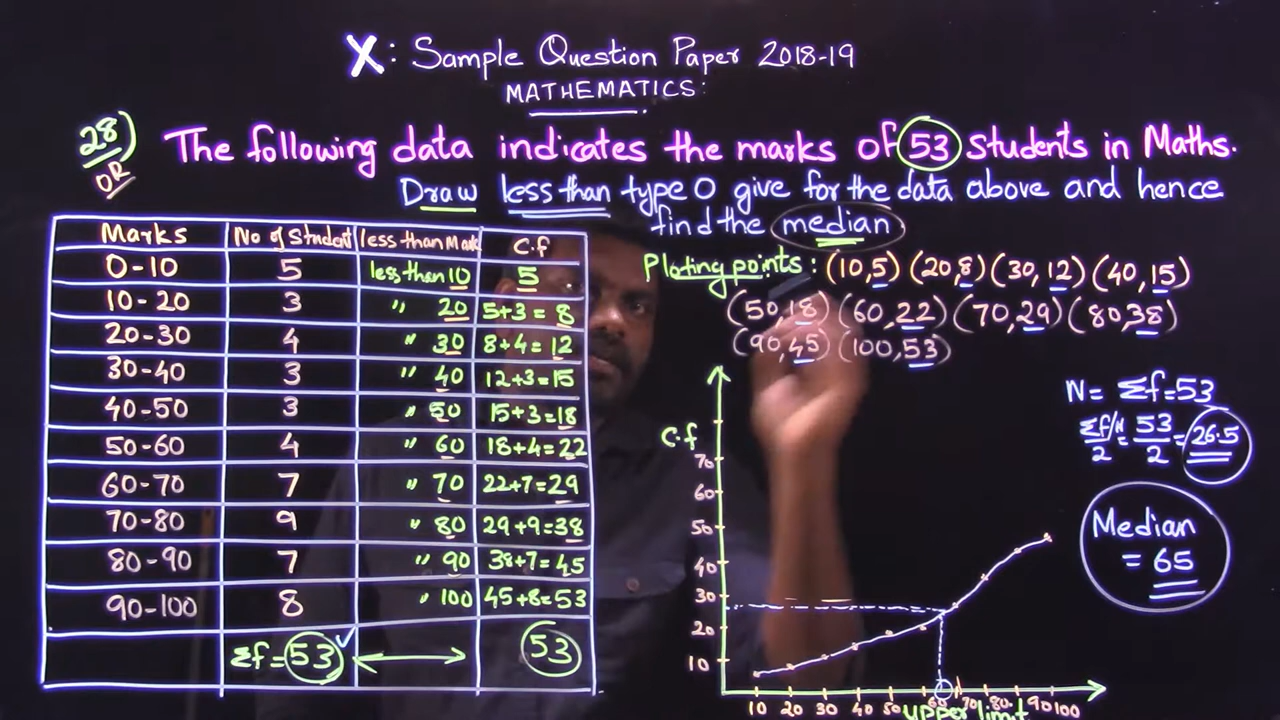 X: Sample Question Paper 2018-19
MATHEMATICS:
28) The following data indicates the marks of 53 students in Maths.
OR
Draw less than type O give for the data above and hence
find the median
Marks No of Student less than Mark C.f
0-10 5 less than 10 5
10-20 3 " 20 5+3=8
20-30 4 " 30 8+4=12
30-40 3 " 40 12+3=15
40-50 3 " 50 15+3=18
50-60 4 " 60 18+4=22
60-70 7 " 70 22+7=29
70-80 9 " 80 29+9=38
80-90 7 " 90 38+7=45
90-100 8 " 100 45+8=53
Σf=53 53
Ploting points: (10,5) (20,8) (30,12) (40,15)
(50,18) (60,22) (70,29) (80,38)
(90,45) (100,53)
N= Σf=53
Σf/N/2 = 53/2 = 26.5
Median
= 65
C.f
70
60
50
40
30
20
10
10 20 30 40 50 60 70 80 90 100
upper limit